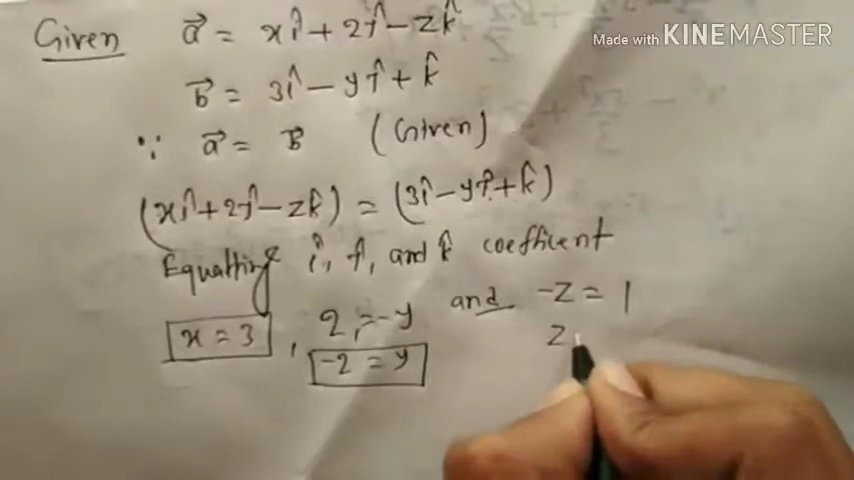 Given a⃗ = xî + 2ĵ - zk̂
Made with KINEMASTER
b⃗ = 3î - yĵ + k̂
∵ a⃗ = b⃗ (Given)
(xî + 2ĵ - zk̂) = (3î - yĵ + k̂)
Equatting î, ĵ, and k̂ coefficent
x = 3 , 2 = -y and -z = 1
-2 = y z